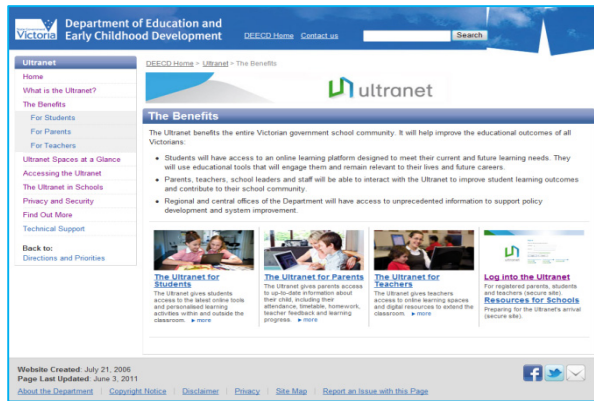 Victoria
Department of Education and
Early Childhood Development
DEECD Home Contact us
Search
Ultranet
Home
What is the Ultranet?
The Benefits
For Students
For Parents
For Teachers
Ultranet Spaces at a Glance
Accessing the Ultranet
The Ultranet in Schools
Privacy and Security
Find Out More
Technical Support
Back to:
Directions and Priorities
DEECD Home > Ultranet > The Benefits
ultranet
The Benefits
The Ultranet benefits the entire Victorian government school community. It will help improve the educational outcomes of all
Victorians:
• Students will have access to an online learning platform designed to meet their current and future learning needs. They
will use educational tools that will engage them and remain relevant to their lives and future careers.
• Parents, teachers, school leaders and staff will be able to interact with the Ultranet to improve student learning outcomes
and contribute to their school community.
• Regional and central offices of the Department will have access to unprecedented information to support policy
development and system improvement.
The Ultranet for
Students
The Ultranet gives students
access to the latest online tools
and personalised learning
activities within and outside the
classroom. ►more
The Ultranet for Parents
The Ultranet gives parents access
to up-to-date information about
their child, including their
attendance, timetable, homework,
teacher feedback and learning
progress. ►more
The Ultranet for
Teachers
The Ultranet gives teachers
access to online learning spaces
and digital resources to extend the
classroom. ►more
Log into the Ultranet
For registered parents, students
and teachers (secure site).
Resources for Schools
Preparing for the Ultranet's arrival
(secure site).
Website Created: July 21, 2006
Page Last Updated: June 3, 2011
About the Department | Copyright Notice | Disclaimer | Privacy | Site Map | Report an Issue with this Page